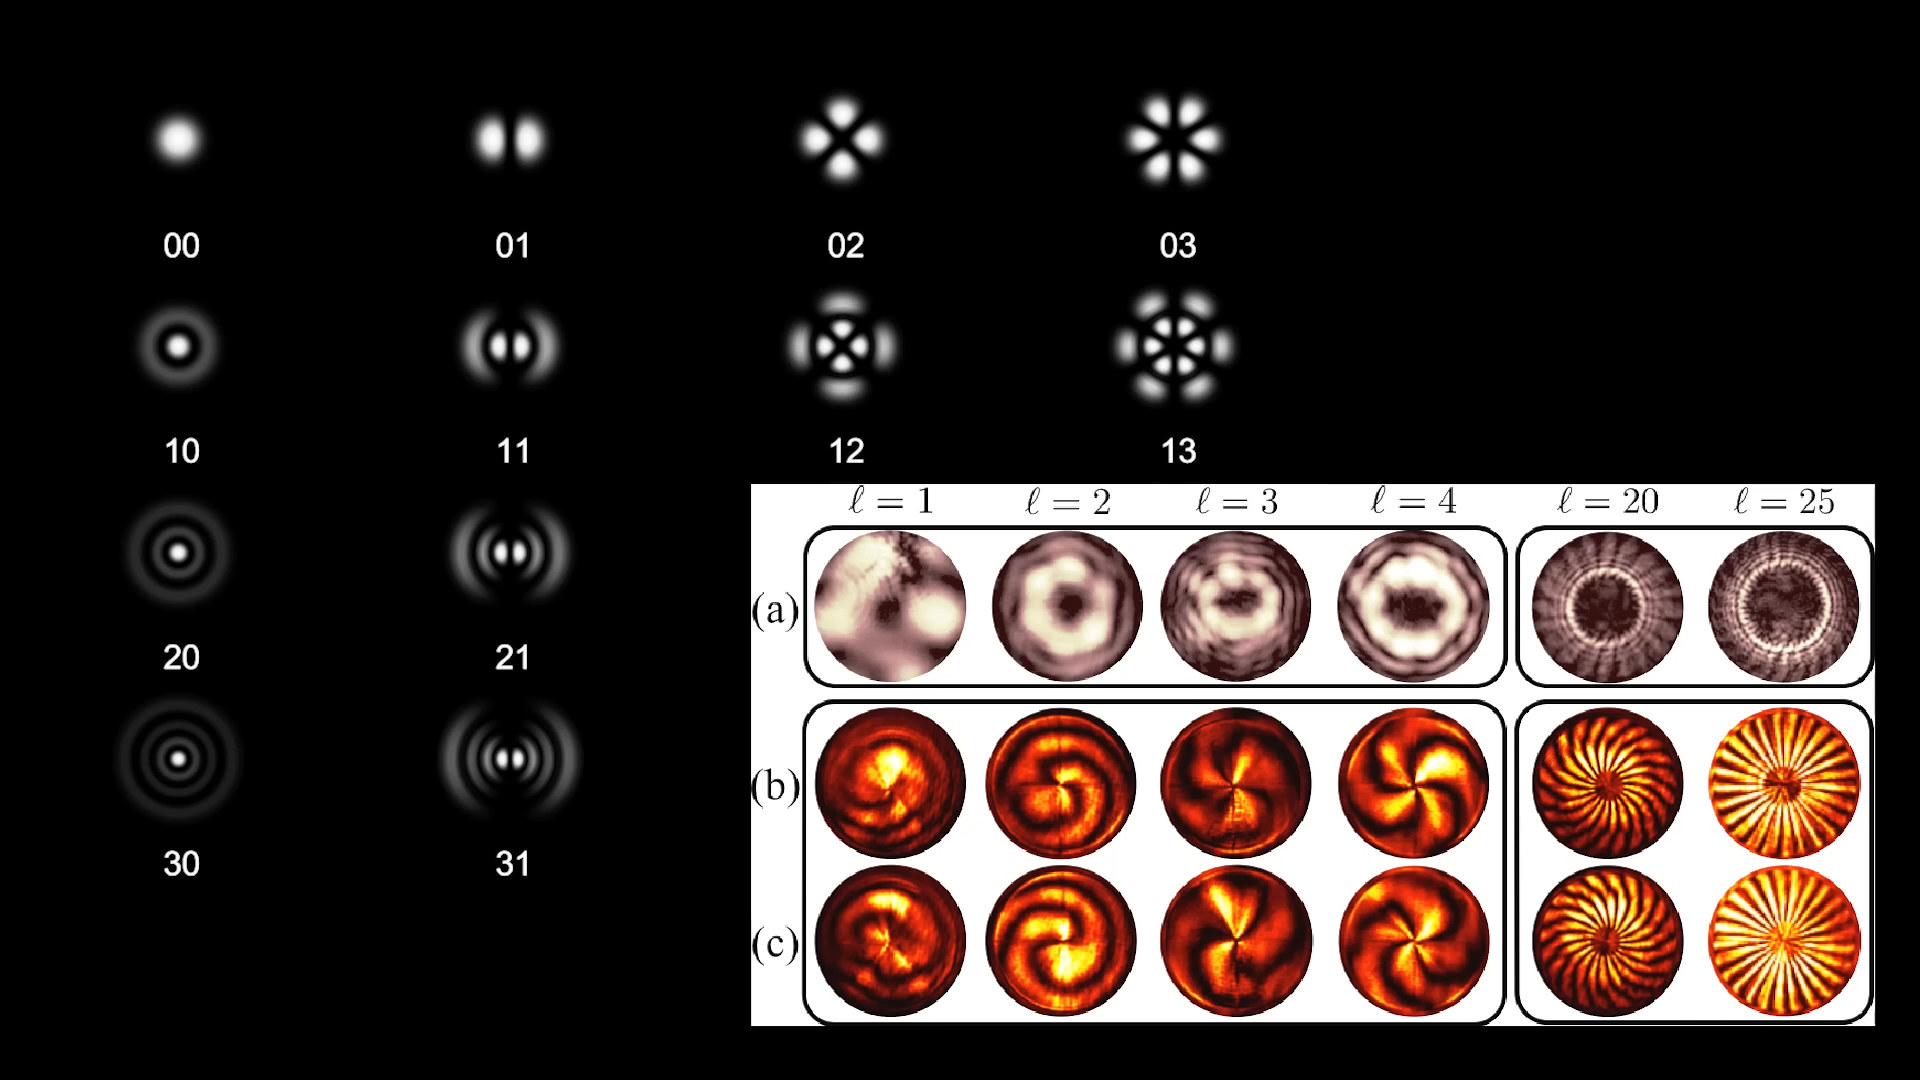 00 01 02 03
10 11 12 13
ℓ = 1 ℓ = 2 ℓ = 3 ℓ = 4 ℓ = 20 ℓ = 25
(a)
20 21
(b)
30 31
(c)